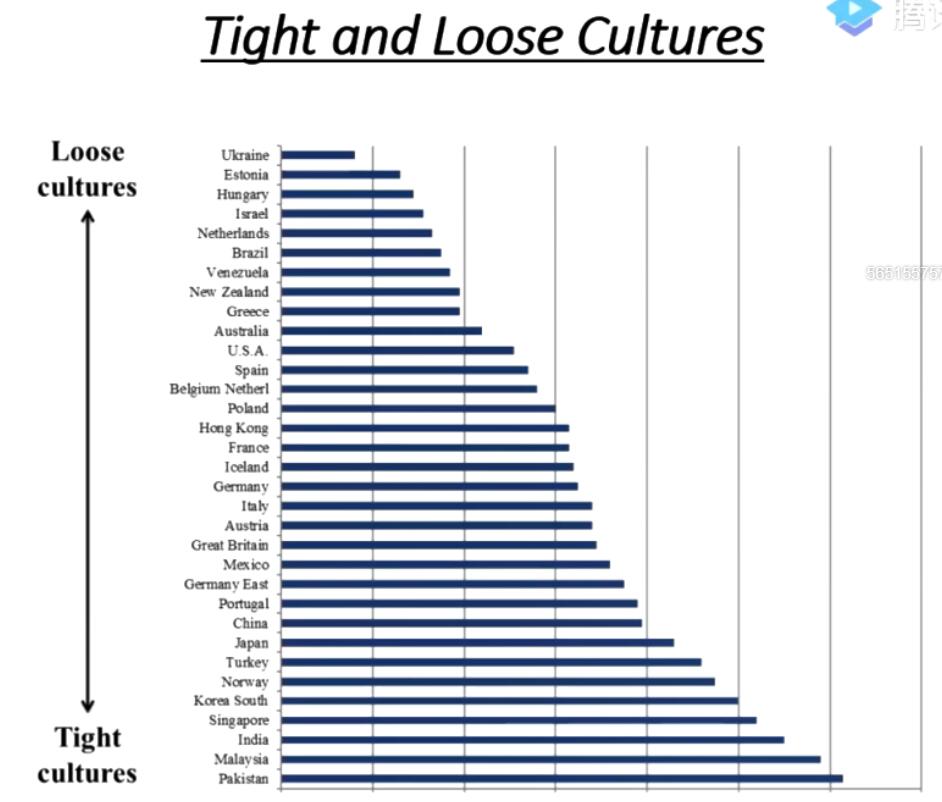 Tight and Loose Cultures
腾讯
Loose
cultures
Ukraine
Estonia
Hungary
Israel
Netherlands
Brazil
Venezuela
New Zealand
Greece
Australia
U.S.A.
Spain
Belgium Netherl
Poland
Hong Kong
France
Iceland
Germany
Italy
Austria
Great Britain
Mexico
Germany East
Portugal
China
Japan
Turkey
Norway
Korea South
Singapore
India
Malaysia
Pakistan
Tight
cultures